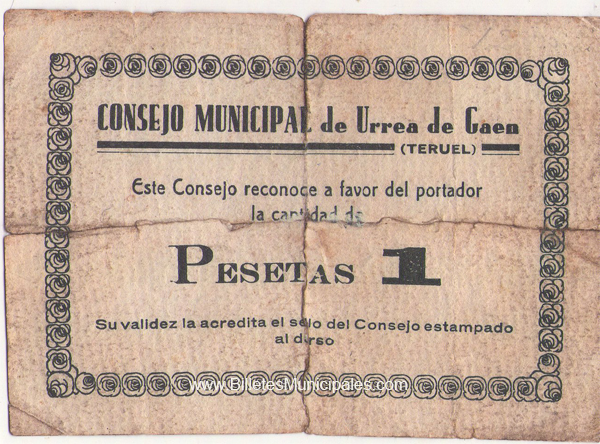 CONSEJO MUNICIPAL de Urrea de Gaen
(TERUEL)
Este Consejo reconoce a favor del portador
la cantidad de
PESETAS 1
Su validez la acredita el sello del Consejo estampado
al dorso
www.BilletesMunicipales.com